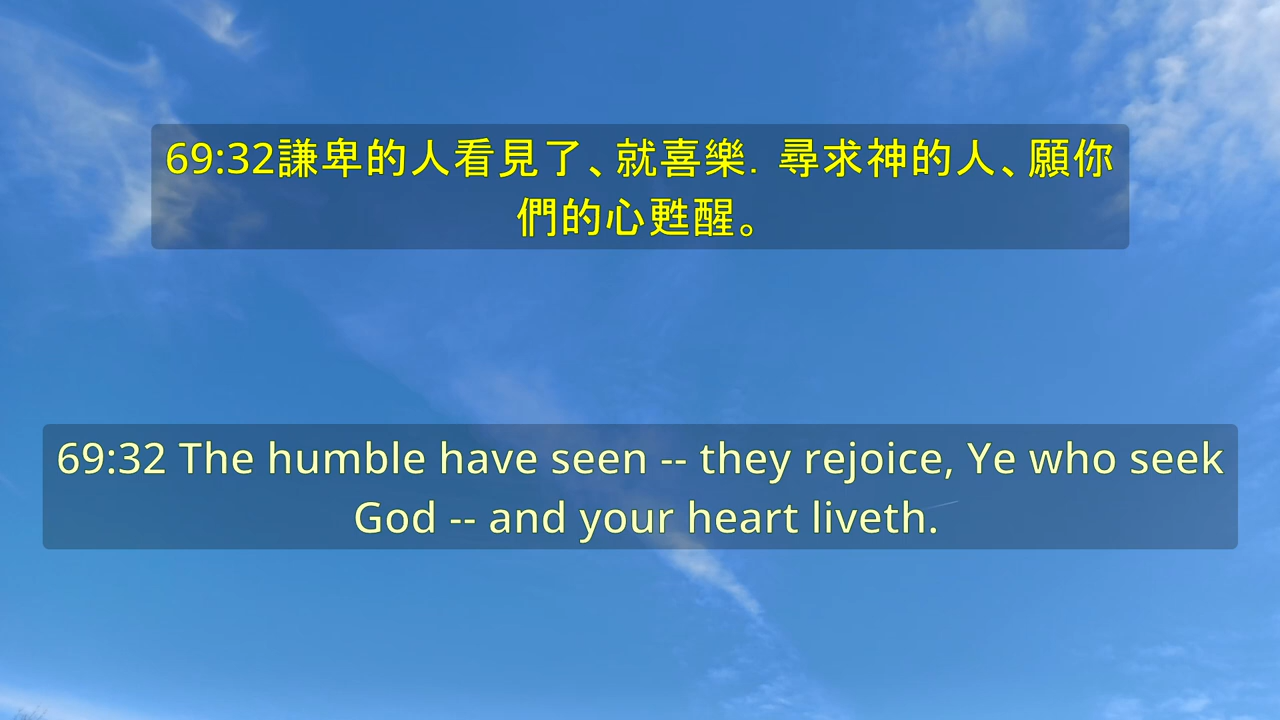 69:32謙卑的人看見了、就喜樂．尋求神的人、願你
們的心甦醒。
69:32 The humble have seen -- they rejoice, Ye who seek
God -- and your heart liveth.